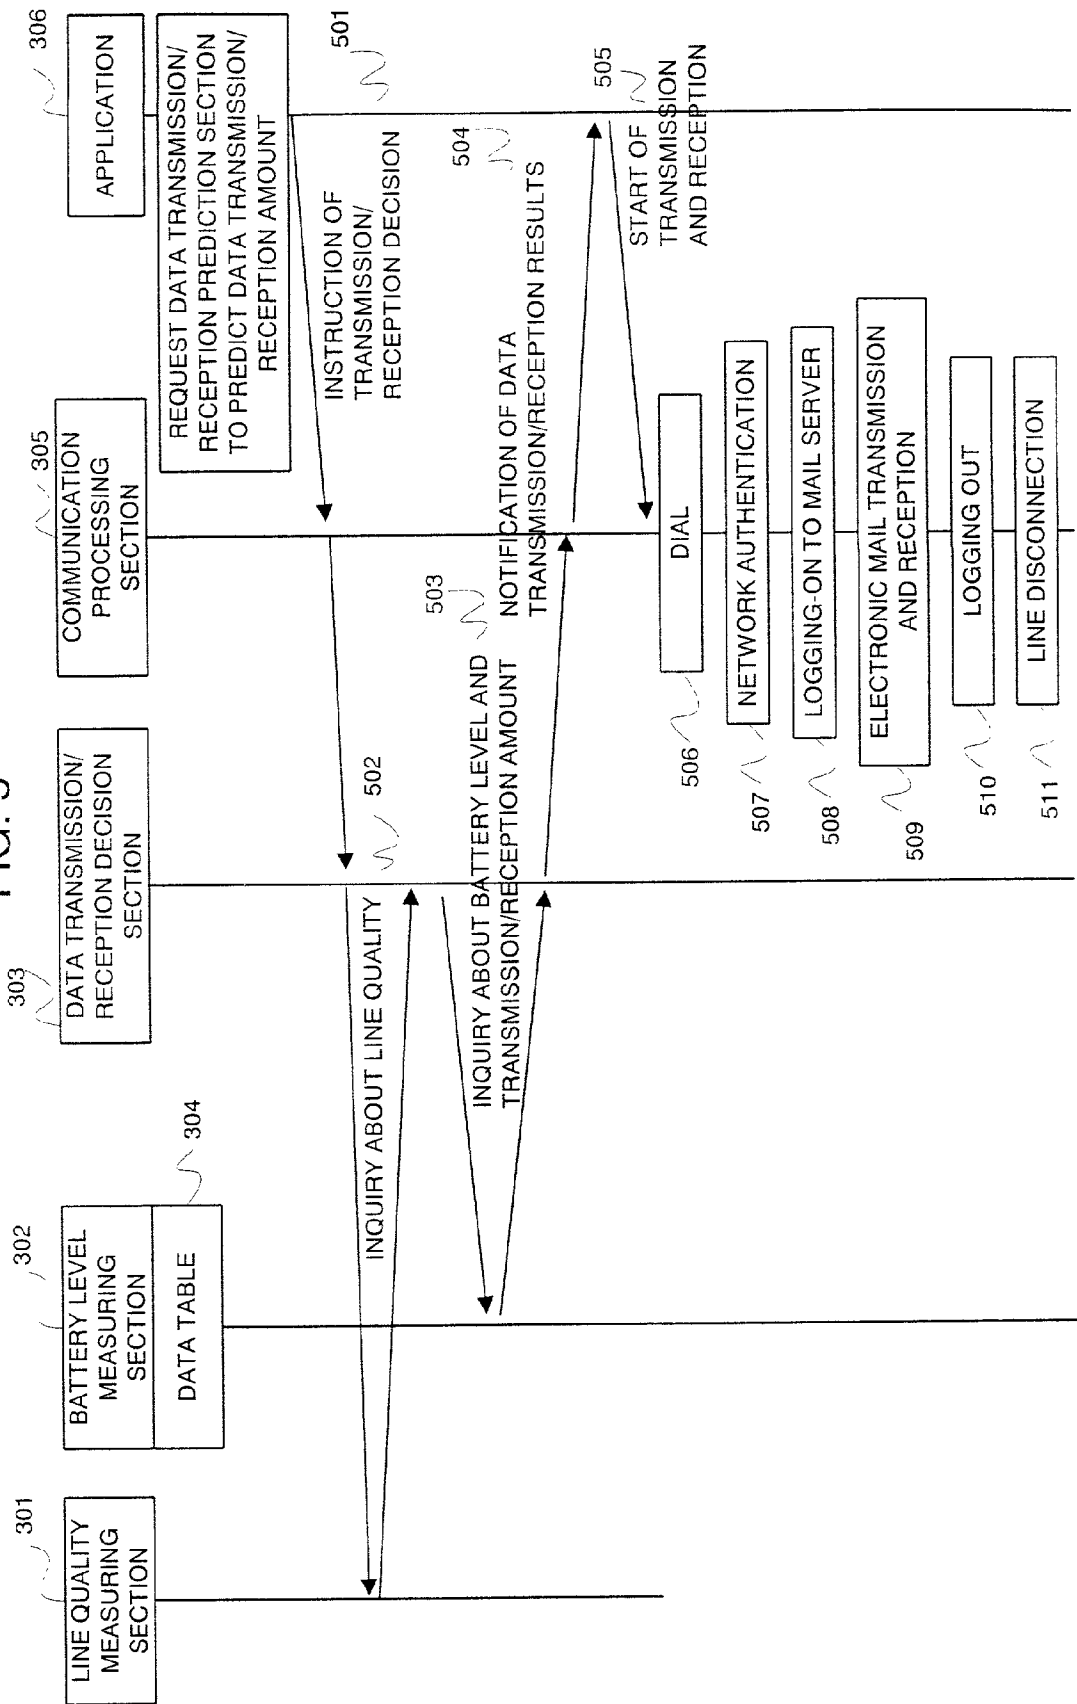 FIG. 5
301
LINE QUALITY
MEASURING
SECTION
302
BATTERY LEVEL
MEASURING
SECTION
DATA TABLE
304
303
DATA TRANSMISSION/
RECEPTION DECISION
SECTION
305
COMMUNICATION
PROCESSING
SECTION
306
APPLICATION
REQUEST DATA TRANSMISSION/
RECEPTION PREDICTION SECTION
TO PREDICT DATA TRANSMISSION/
RECEPTION AMOUNT
501
INSTRUCTION OF
TRANSMISSION/
RECEPTION DECISION
502
INQUIRY ABOUT LINE QUALITY
503
INQUIRY ABOUT BATTERY LEVEL AND
TRANSMISSION/RECEPTION AMOUNT
504
NOTIFICATION OF DATA
TRANSMISSION/RECEPTION RESULTS
505
START OF
TRANSMISSION
AND RECEPTION
506
DIAL
507
NETWORK AUTHENTICATION
508
LOGGING-ON TO MAIL SERVER
509
ELECTRONIC MAIL TRANSMISSION
AND RECEPTION
510
LOGGING OUT
511
LINE DISCONNECTION